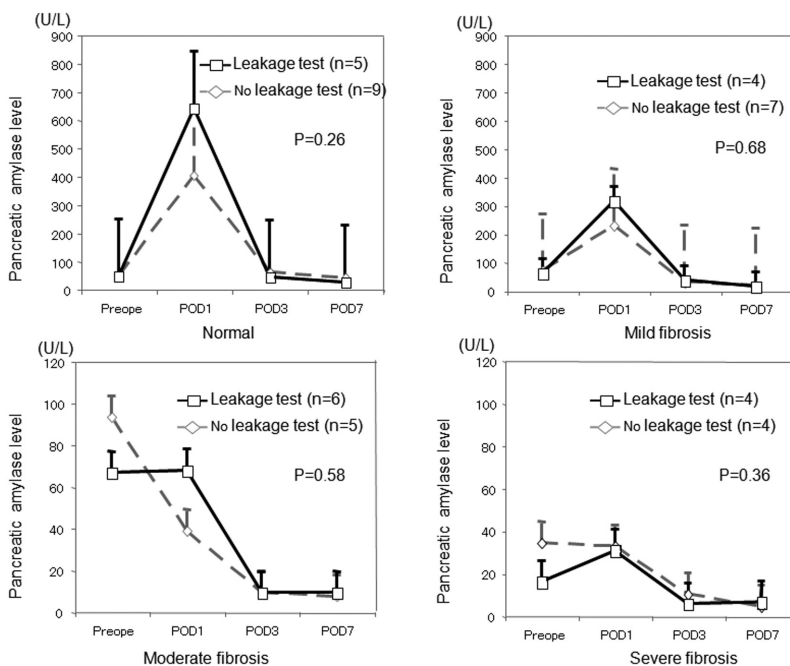 (U/L)
Pancreatic amylase level
900
800
700
600
500
400
300
200
100
0
Leakage test (n=5)
No leakage test (n=9)
P=0.26
Preope POD1 POD3 POD7
Normal
(U/L)
Pancreatic amylase level
900
800
700
600
500
400
300
200
100
0
Leakage test (n=4)
No leakage test (n=7)
P=0.68
Preope POD1 POD3 POD7
Mild fibrosis
(U/L)
Pancreatic amylase level
120
100
80
60
40
20
0
Leakage test (n=6)
No leakage test (n=5)
P=0.58
Preope POD1 POD3 POD7
Moderate fibrosis
(U/L)
Pancreatic amylase level
120
100
80
60
40
20
0
Leakage test (n=4)
No leakage test (n=4)
P=0.36
Preope POD1 POD3 POD7
Severe fibrosis